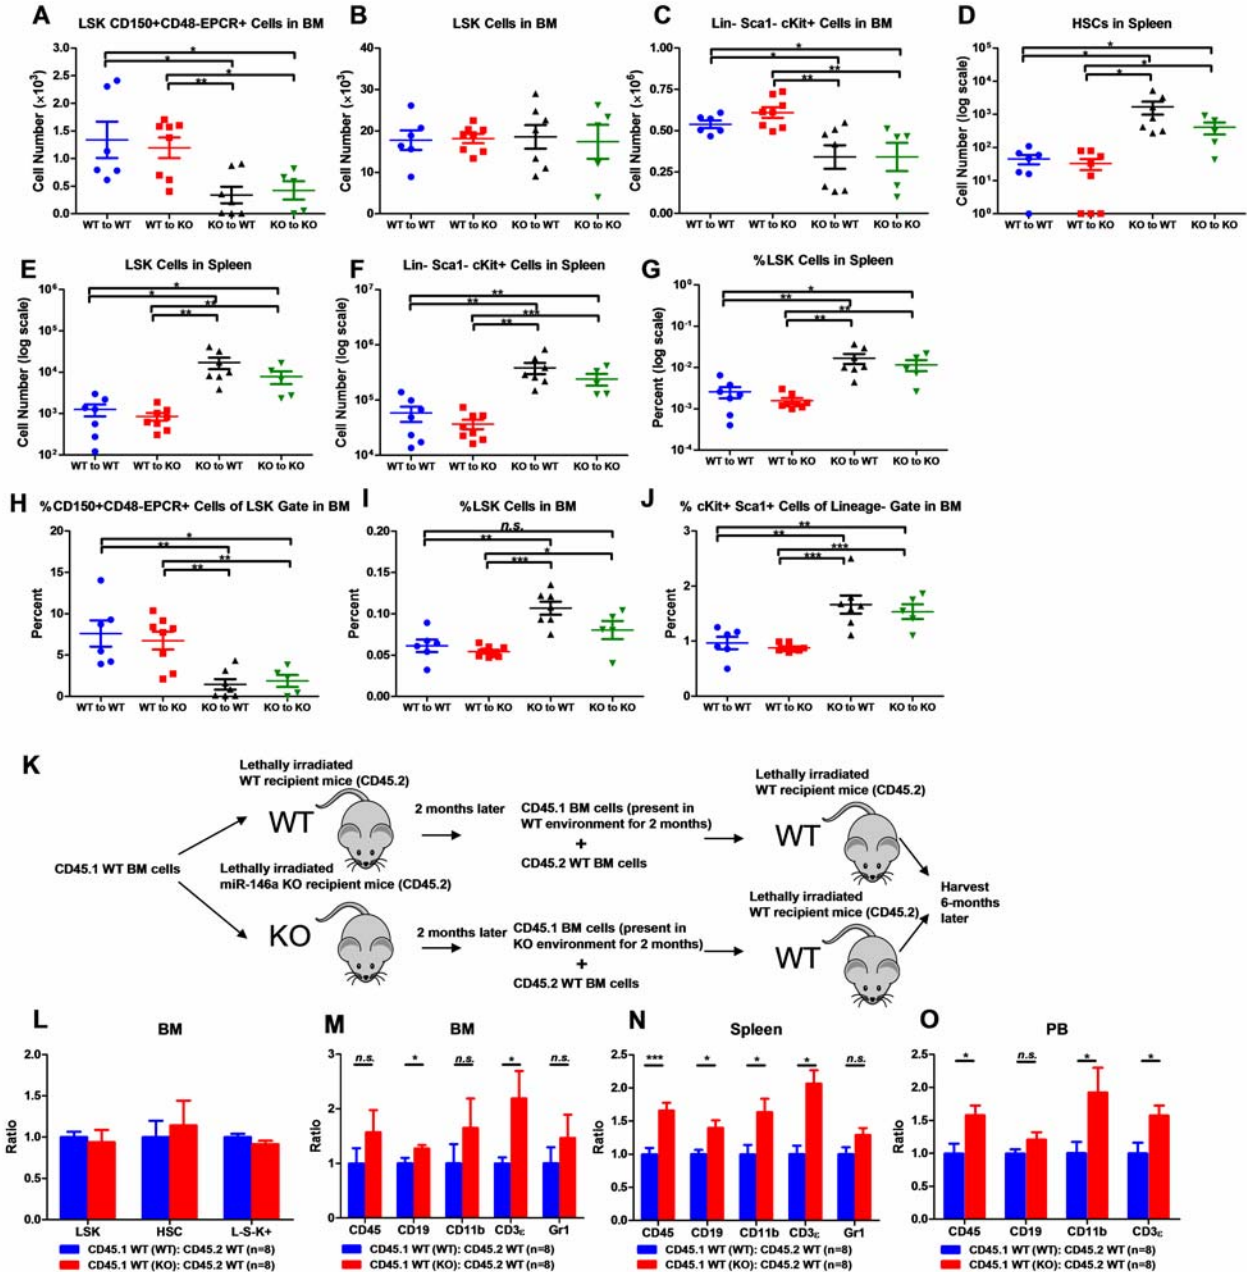 A
LSK CD150+CD48-EPCR+ Cells in BM
Cell Number (×10³)
3.0
2.5
2.0
1.5
1.0
0.5
0.0
*
*
*
**
WT to WT WT to KO KO to WT KO to KO
B
LSK Cells in BM
Cell Number (×10³)
40
30
20
10
0
WT to WT WT to KO KO to WT KO to KO
C
Lin- Sca1- cKit+ Cells in BM
Cell Number (×10⁶)
1.00
0.75
0.50
0.25
0.00
*
*
**
**
WT to WT WT to KO KO to WT KO to KO
D
HSCs in Spleen
Cell Number (log scale)
10⁵
10⁴
10³
10²
10¹
10⁰
*
*
*
*
WT to WT WT to KO KO to WT KO to KO
E
LSK Cells in Spleen
Cell Number (log scale)
10⁶
10⁵
10⁴
10³
10²
*
*
**
**
WT to WT WT to KO KO to WT KO to KO
F
Lin- Sca1- cKit+ Cells in Spleen
Cell Number (log scale)
10⁷
10⁶
10⁵
10⁴
**
**
***
**
WT to WT WT to KO KO to WT KO to KO
G
%LSK Cells in Spleen
Percent (log scale)
10⁰
10⁻¹
10⁻²
10⁻³
10⁻⁴
*
**
**
**
WT to WT WT to KO KO to WT KO to KO
H
%CD150+CD48-EPCR+ Cells of LSK Gate in BM
Percent
20
15
10
5
0
*
**
**
**
WT to WT WT to KO KO to WT KO to KO
I
%LSK Cells in BM
Percent
0.20
0.15
0.10
0.05
0.00
n.s.
**
*
***
WT to WT WT to KO KO to WT KO to KO
J
% cKit+ Sca1+ Cells of Lineage- Gate in BM
Percent
3
2
1
0
**
**
***
***
WT to WT WT to KO KO to WT KO to KO
K
CD45.1 WT BM cells
Lethally irradiated
WT recipient mice (CD45.2)
WT
2 months later
CD45.1 BM cells (present in
WT environment for 2 months)
+
CD45.2 WT BM cells
Lethally irradiated
WT recipient mice (CD45.2)
WT
Lethally irradiated
miR-146a KO recipient mice (CD45.2)
KO
2 months later
CD45.1 BM cells (present in
KO environment for 2 months)
+
CD45.2 WT BM cells
Lethally irradiated
WT recipient mice (CD45.2)
WT
Harvest
6-months
later
L
BM
Ratio
2.0
1.5
1.0
0.5
0.0
LSK HSC L-S-K+
CD45.1 WT (WT): CD45.2 WT (n=8)
CD45.1 WT (KO): CD45.2 WT (n=8)
M
BM
Ratio
3
2
1
0
n.s. * n.s. * n.s.
CD45 CD19 CD11b CD3ε Gr1
CD45.1 WT (WT): CD45.2 WT (n=8)
CD45.1 WT (KO): CD45.2 WT (n=8)
N
Spleen
Ratio
2.5
2.0
1.5
1.0
0.5
0.0
*** * * * n.s.
CD45 CD19 CD11b CD3ε Gr1
CD45.1 WT (WT): CD45.2 WT (n=8)
CD45.1 WT (KO): CD45.2 WT (n=8)
O
PB
Ratio
2.5
2.0
1.5
1.0
0.5
0.0
* n.s. * *
CD45 CD19 CD11b CD3ε
CD45.1 WT (WT): CD45.2 WT (n=8)
CD45.1 WT (KO): CD45.2 WT (n=8)